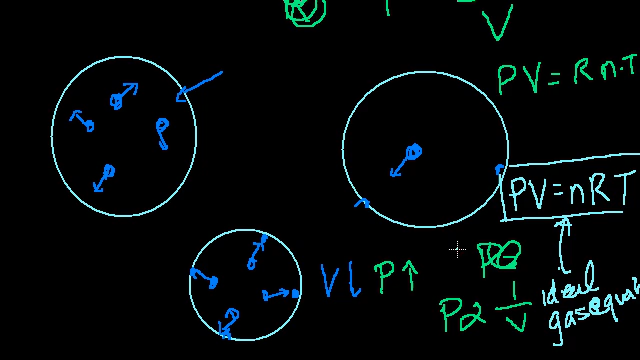 V
PV = Rn.T
PV = nRT
V↓ P↑
P∝ 1/V
ideal
gas equa